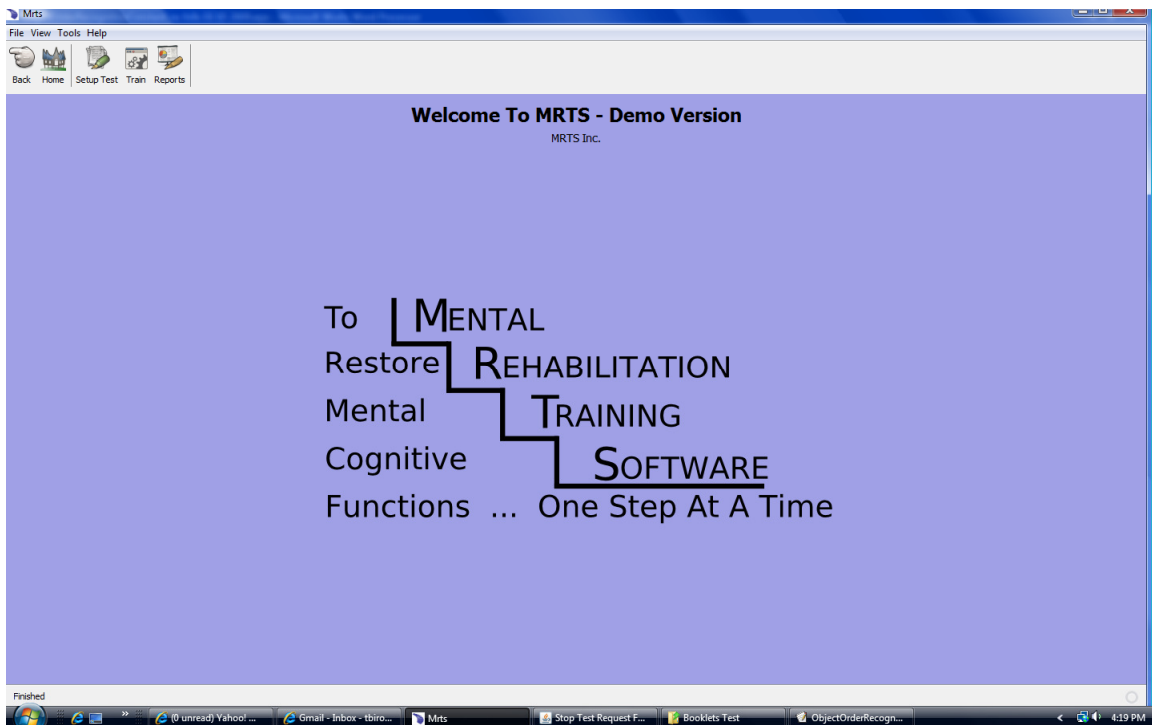 Mrts
File View Tools Help
Back Home Setup Test Train Reports
Welcome To MRTS - Demo Version
MRTS Inc.
To MENTAL
Restore REHABILITATION
Mental TRAINING
Cognitive SOFTWARE
Functions ... One Step At A Time
Finished
(0 unread) Yahoo! ... Gmail - Inbox - tbiro... Mrts Stop Test Request F... Booklets Test ObjectOrderRecogn... 4:19 PM